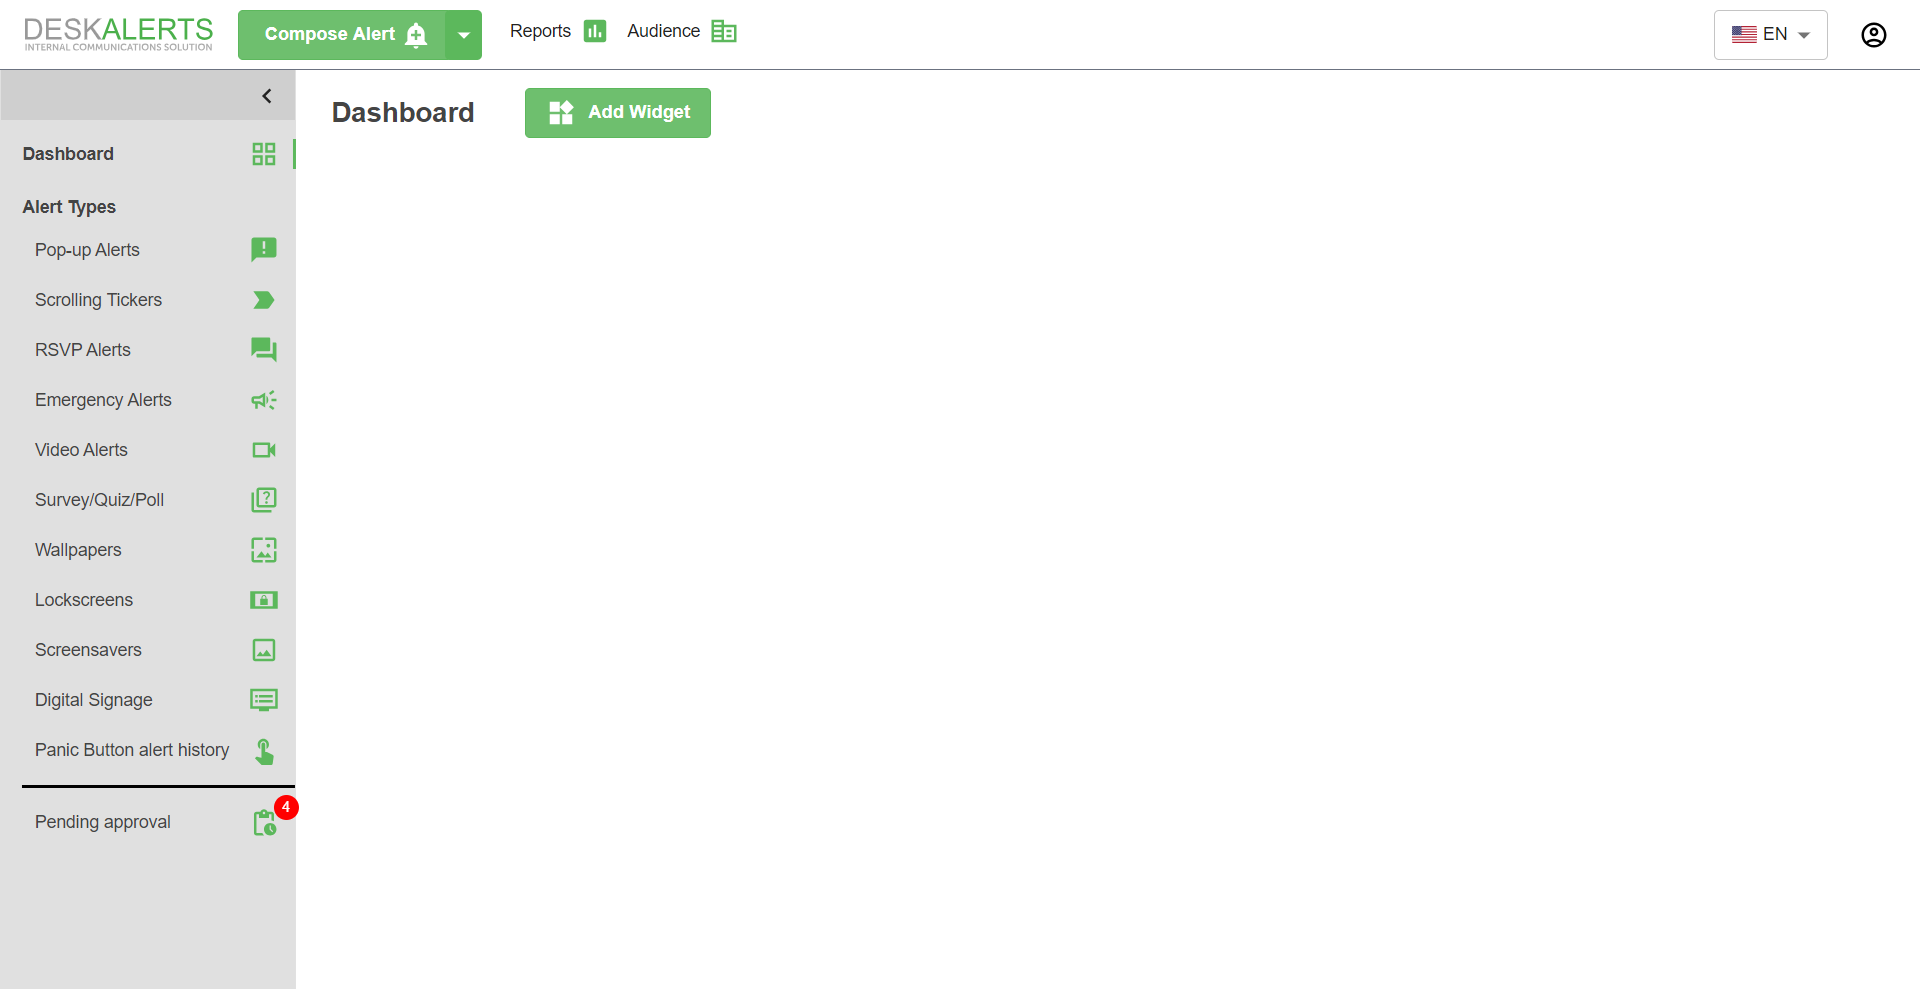 DESKALERTS
INTERNAL COMMUNICATIONS SOLUTION
Compose Alert
Reports
Audience
EN
Dashboard
Add Widget
Dashboard
Alert Types
Pop-up Alerts
Scrolling Tickers
RSVP Alerts
Emergency Alerts
Video Alerts
Survey/Quiz/Poll
Wallpapers
Lockscreens
Screensavers
Digital Signage
Panic Button alert history
4
Pending approval